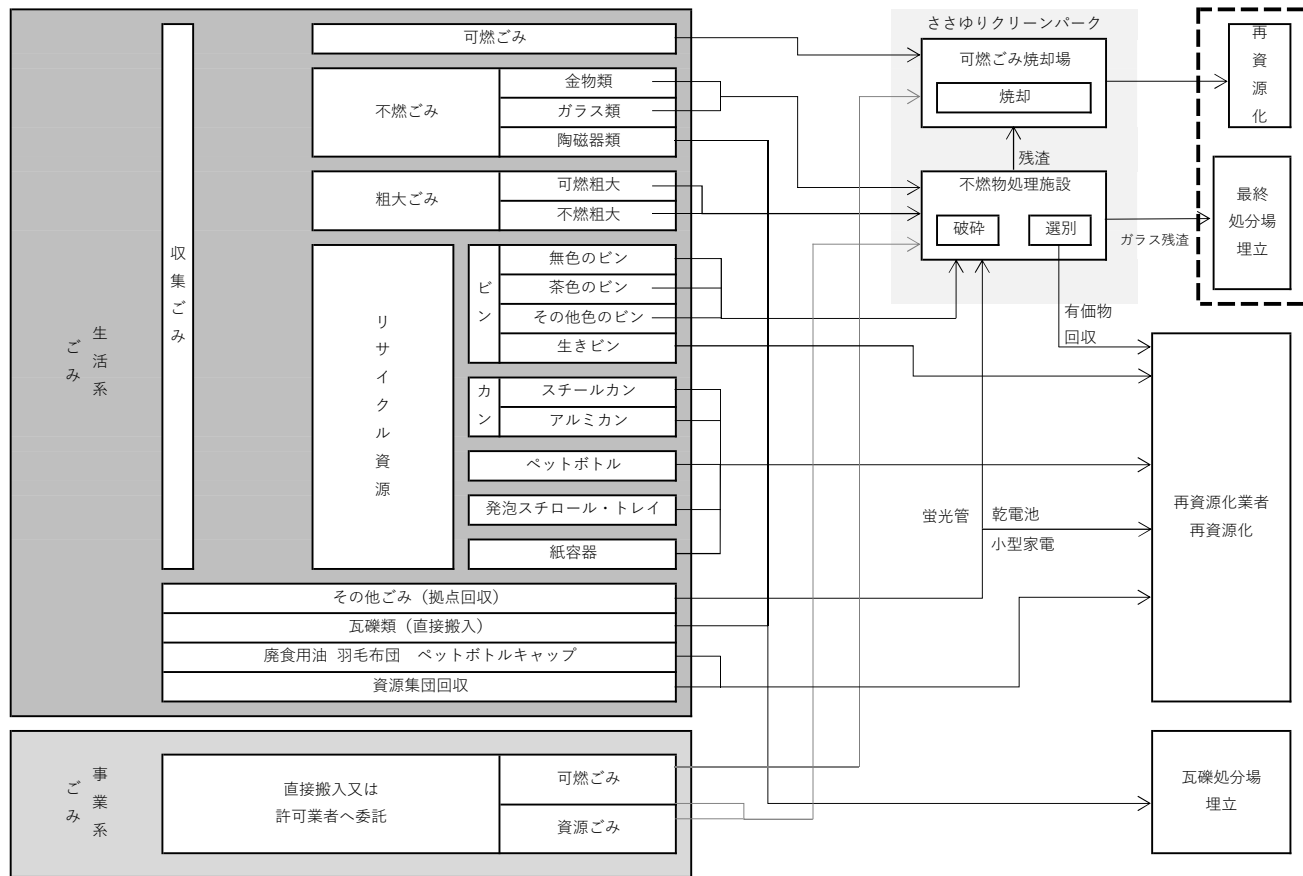 生活系
ごみ
収集ごみ
可燃ごみ
不燃ごみ
金物類
ガラス類
陶磁器類
粗大ごみ
可燃粗大
不燃粗大
リサイクル資源
ビン
無色のビン
茶色のビン
その他色のビン
生きビン
カン
スチールカン
アルミカン
ペットボトル
発泡スチロール・トレイ
紙容器
その他ごみ（拠点回収）
瓦礫類（直接搬入）
廃食用油 羽毛布団　ペットボトルキャップ
資源集団回収
事業系
ごみ
直接搬入又は
許可業者へ委託
可燃ごみ
資源ごみ
ささゆりクリーンパーク
可燃ごみ焼却場
焼却
残渣
不燃物処理施設
破砕
選別
ガラス残渣
有価物
回収
蛍光管
乾電池
小型家電
再資源化
最終
処分場
埋立
再資源化業者
再資源化
瓦礫処分場
埋立